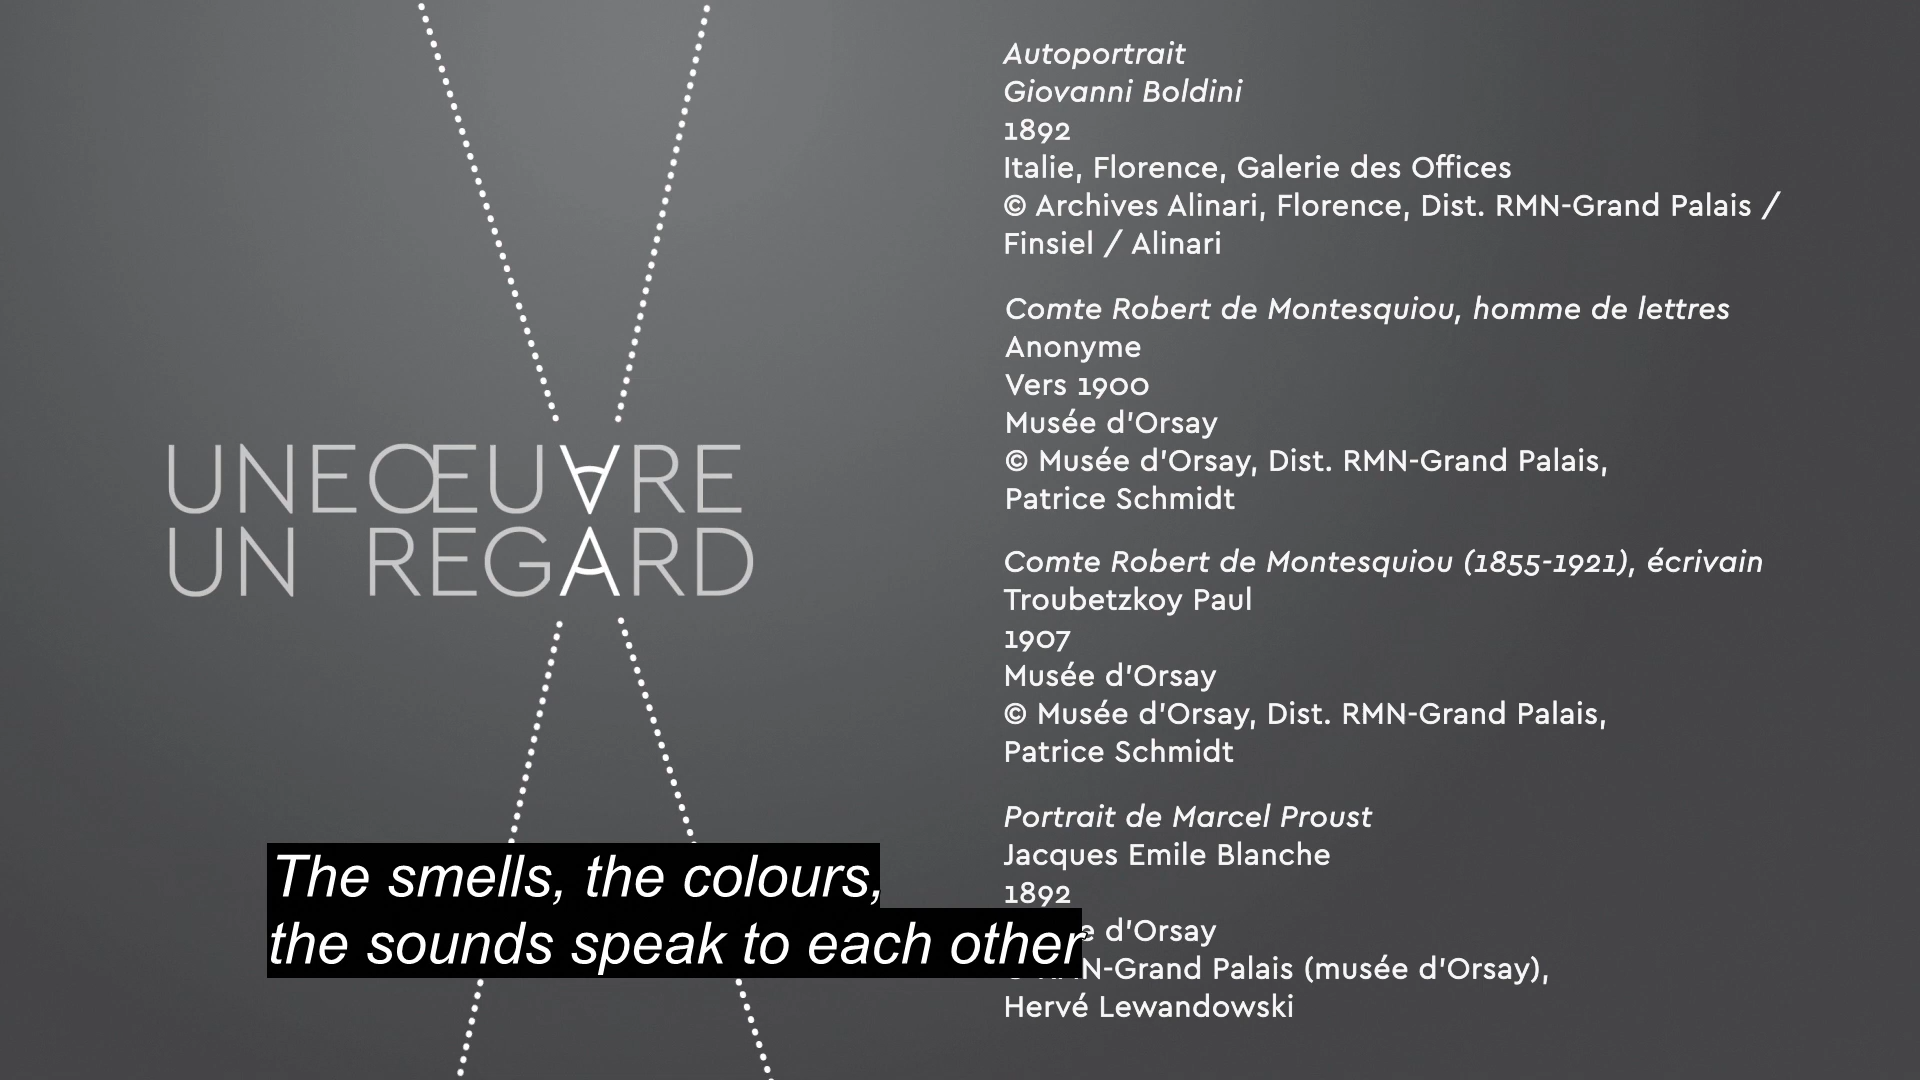 UNE ŒUVRE
UN REGARD
Autoportrait
Giovanni Boldini
1892
Italie, Florence, Galerie des Offices
© Archives Alinari, Florence, Dist. RMN-Grand Palais /
Finsiel / Alinari
Comte Robert de Montesquiou, homme de lettres
Anonyme
Vers 1900
Musée d'Orsay
© Musée d'Orsay, Dist. RMN-Grand Palais,
Patrice Schmidt
Comte Robert de Montesquiou (1855-1921), écrivain
Troubetzkoy Paul
1907
Musée d'Orsay
© Musée d'Orsay, Dist. RMN-Grand Palais,
Patrice Schmidt
Portrait de Marcel Proust
Jacques Emile Blanche
1892
d'Orsay
Grand Palais (musée d'Orsay),
Hervé Lewandowski
The smells, the colours,
the sounds speak to each other